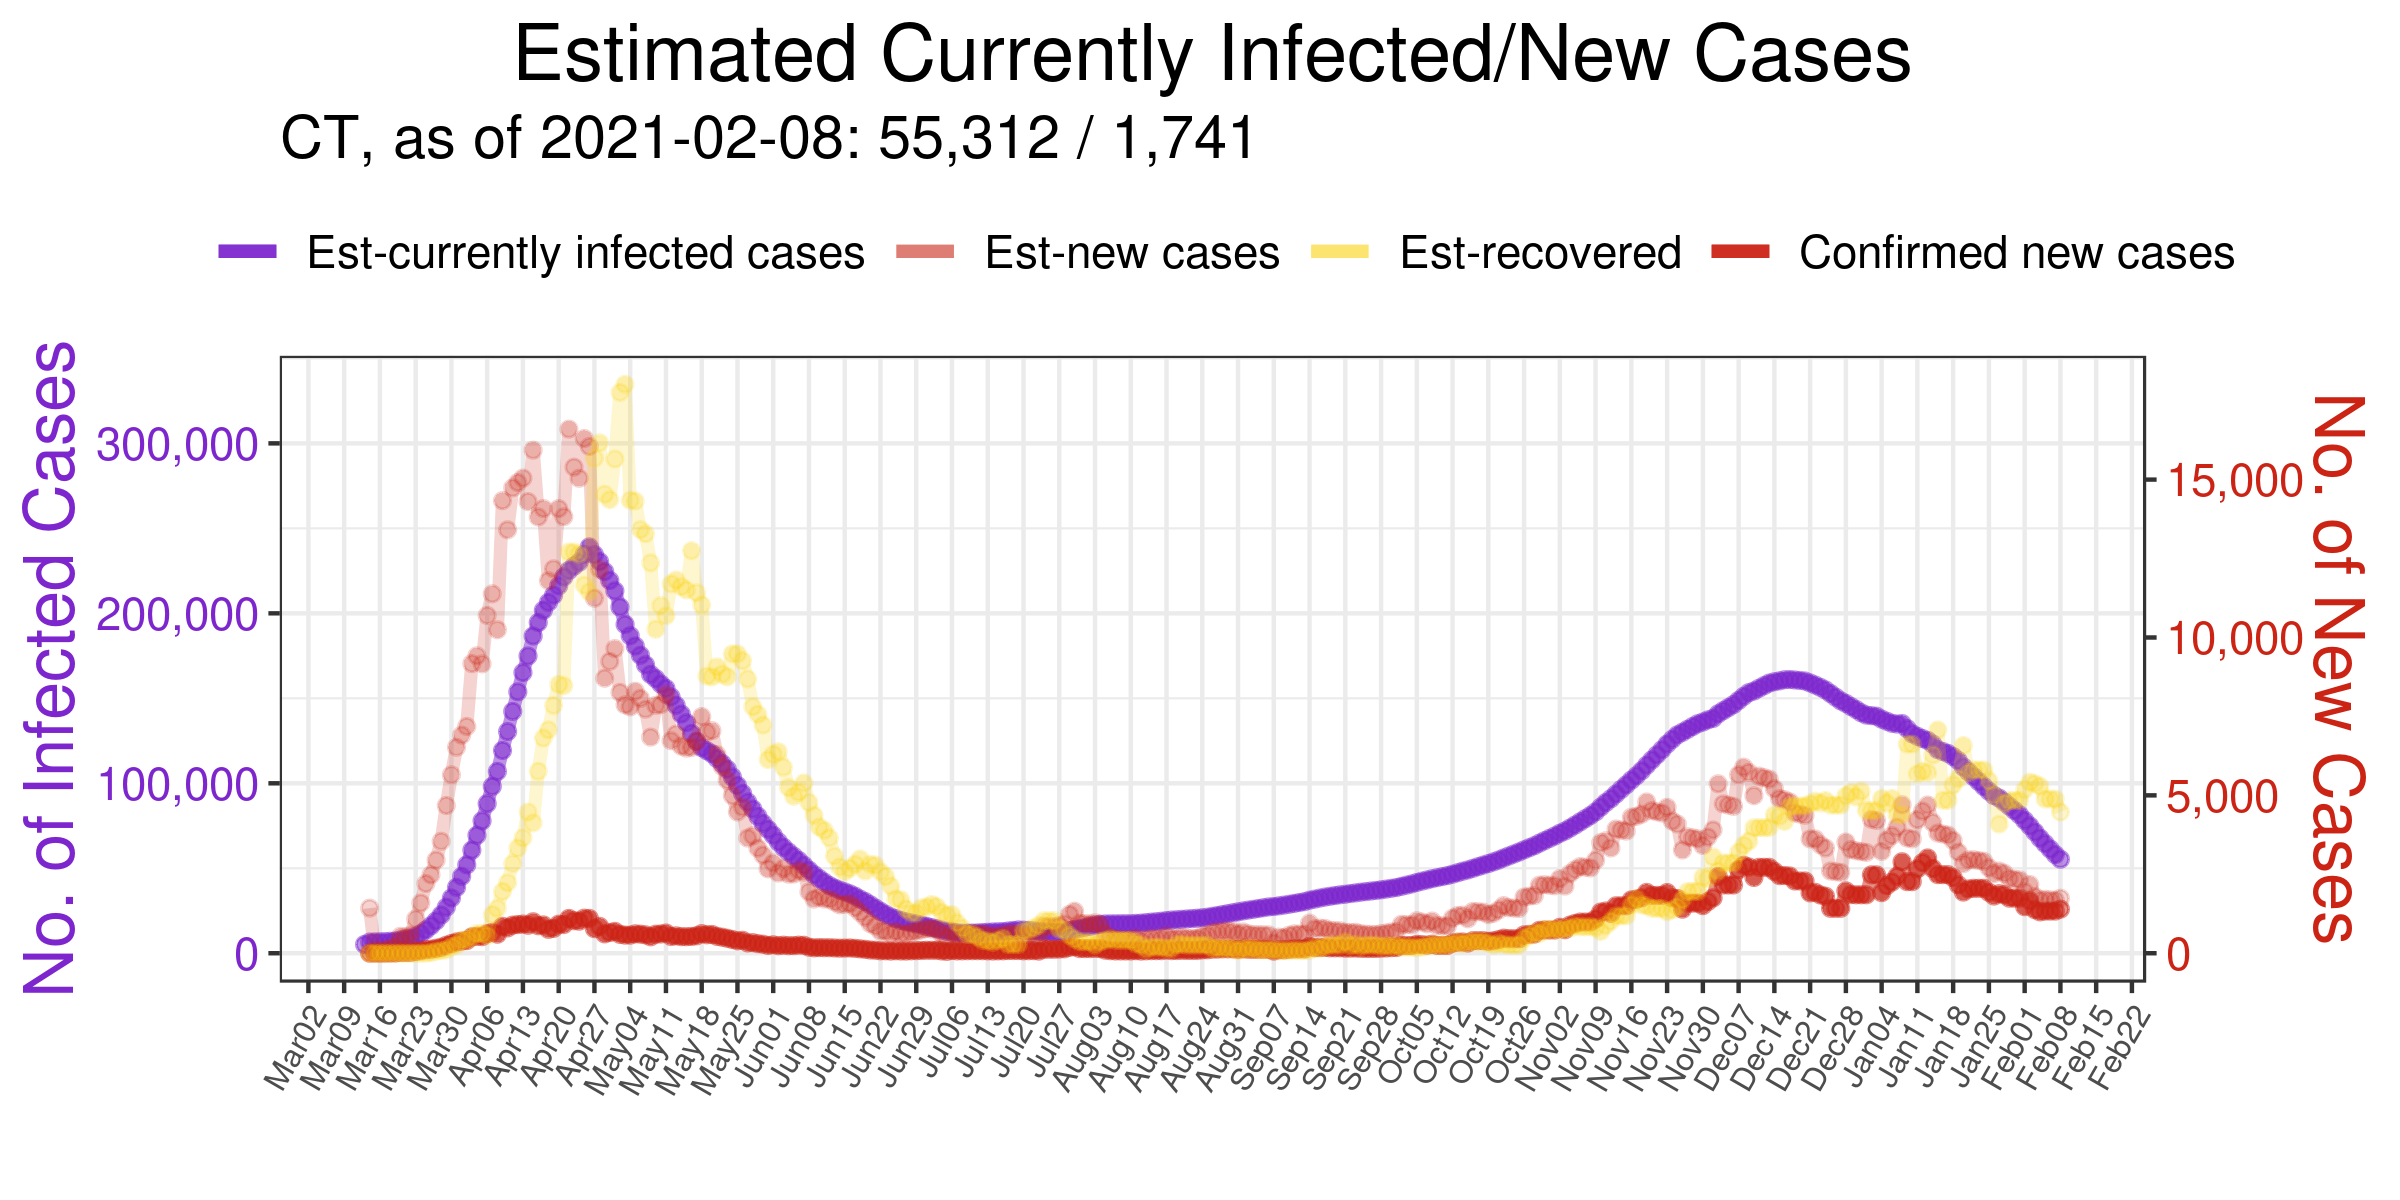 Estimated Currently Infected/New Cases
CT, as of 2021-02-08: 55,312 / 1,741
Est-currently infected cases Est-new cases Est-recovered Confirmed new cases
No. of Infected Cases
300,000
200,000
100,000
0
15,000
10,000
5,000
0
No. of New Cases
Mar02 Mar09 Mar16 Mar23 Mar30 Apr06 Apr13 Apr20 Apr27 May04 May11 May18 May25 Jun01 Jun08 Jun15 Jun22 Jun29 Jul06 Jul13 Jul20 Jul27 Aug03 Aug10 Aug17 Aug24 Aug31 Sep07 Sep14 Sep21 Sep28 Oct05 Oct12 Oct19 Oct26 Nov02 Nov09 Nov16 Nov23 Nov30 Dec07 Dec14 Dec21 Dec28 Jan04 Jan11 Jan18 Jan25 Feb01 Feb08 Feb15 Feb22